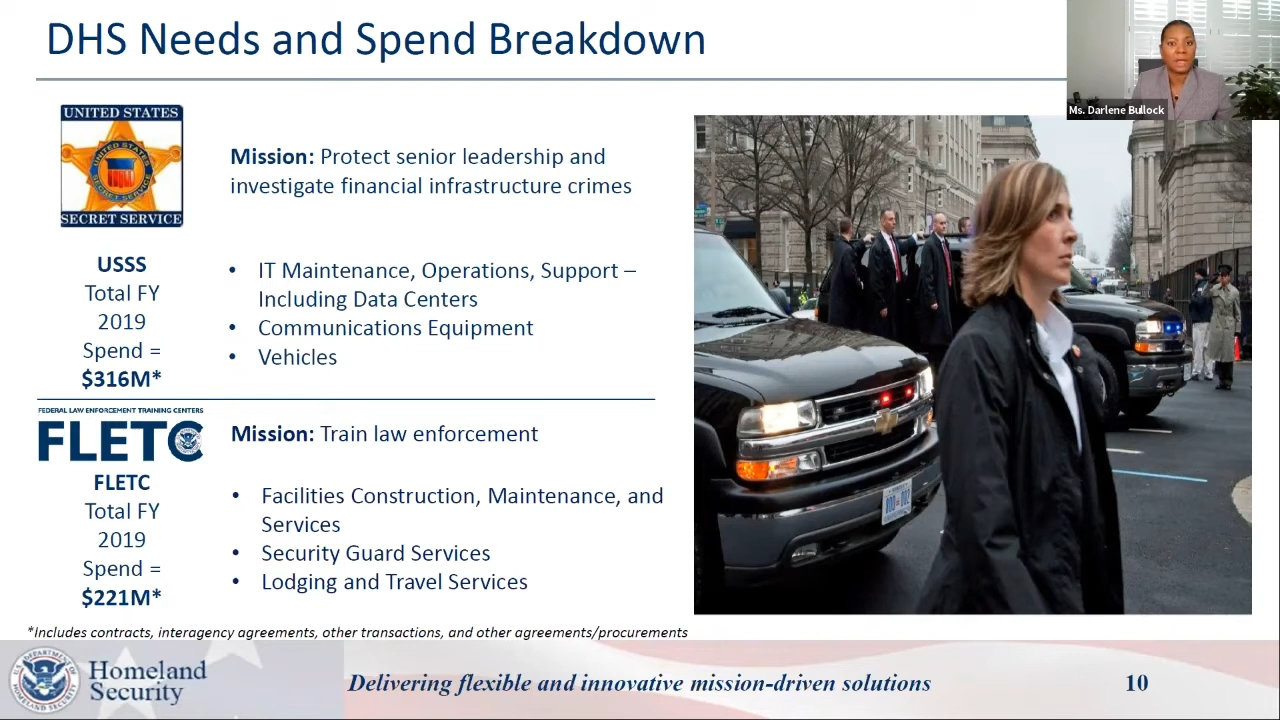 DHS Needs and Spend Breakdown
Ms. Darlene Bullock
UNITED STATES
SECRET SERVICE
Mission: Protect senior leadership and
investigate financial infrastructure crimes
USSS
Total FY
2019
Spend =
$316M*
• IT Maintenance, Operations, Support –
Including Data Centers
• Communications Equipment
• Vehicles
FEDERAL LAW ENFORCEMENT TRAINING CENTERS
FLETC
Mission: Train law enforcement
FLETC
Total FY
2019
Spend =
$221M*
• Facilities Construction, Maintenance, and
Services
• Security Guard Services
• Lodging and Travel Services
*Includes contracts, interagency agreements, other transactions, and other agreements/procurements
Homeland
Security
Delivering flexible and innovative mission-driven solutions
10